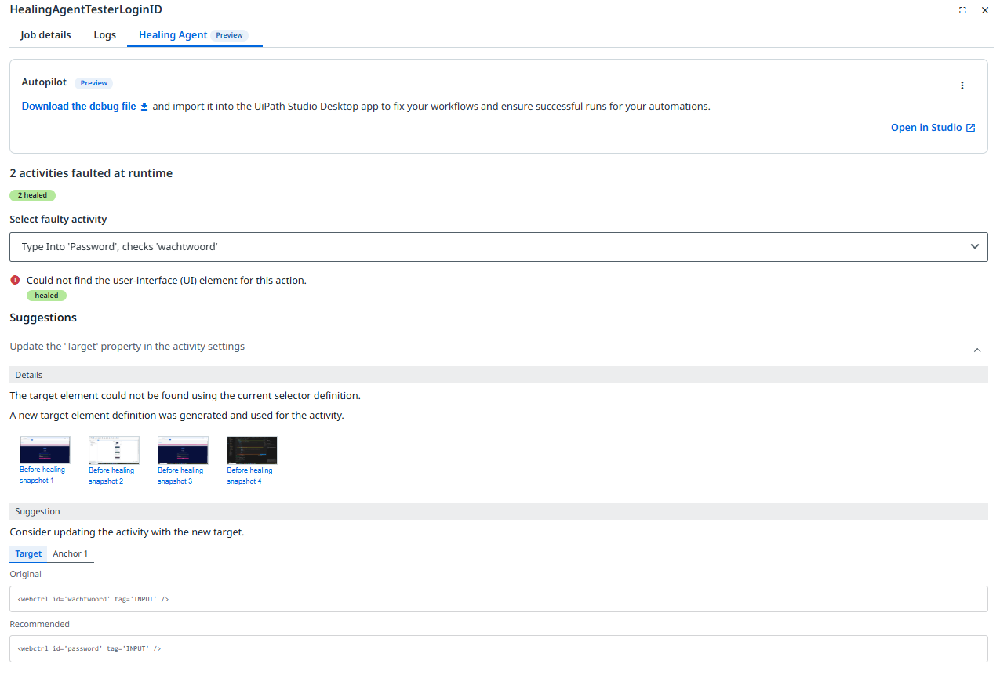 HealingAgentTesterLoginID
Job details Logs Healing Agent Preview
Autopilot Preview
Download the debug file and import it into the UiPath Studio Desktop app to fix your workflows and ensure successful runs for your automations.
Open in Studio
2 activities faulted at runtime
2 healed
Select faulty activity
Type Into 'Password', checks 'wachtwoord'
Could not find the user-interface (UI) element for this action.
healed
Suggestions
Update the 'Target' property in the activity settings
Details
The target element could not be found using the current selector definition.
A new target element definition was generated and used for the activity.
Before healing snapshot 1
Before healing snapshot 2
Before healing snapshot 3
Before healing snapshot 4
Suggestion
Consider updating the activity with the new target.
Target Anchor 1
Original
<webctrl id='wachtwoord' tag='INPUT' />
Recommended
<webctrl id='password' tag='INPUT' />